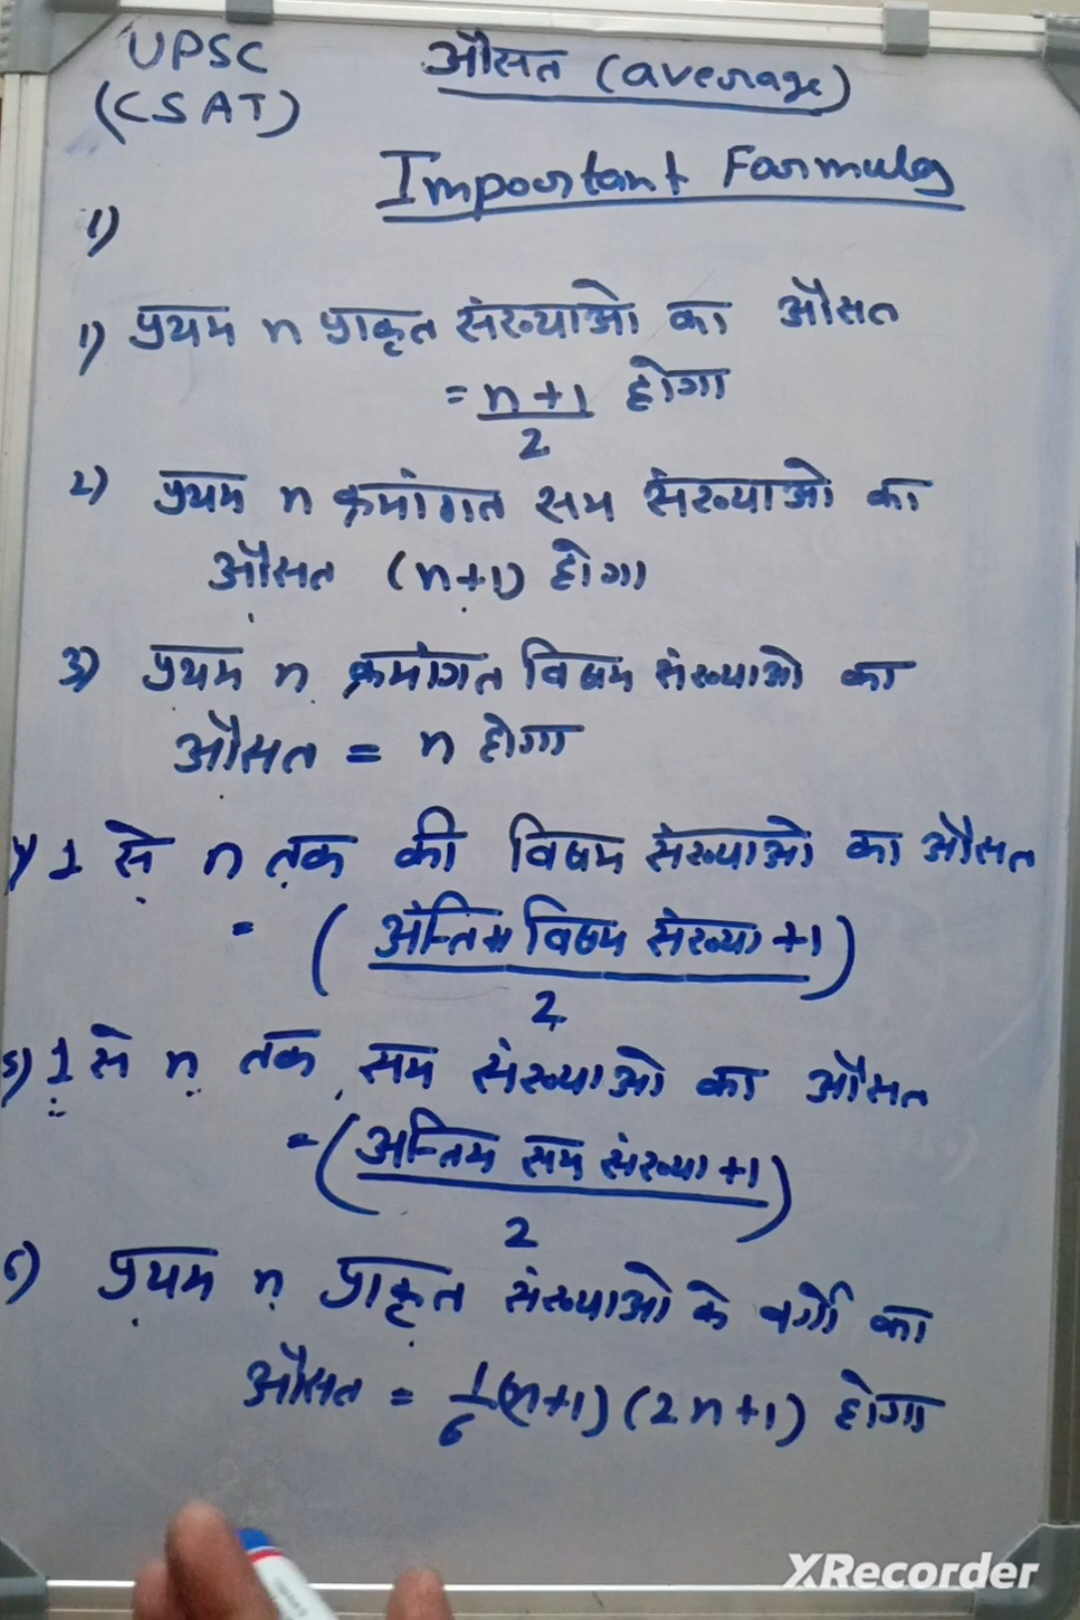 UPSC
(CSAT)
औसत (average)
Important Formula
1)
1) प्रथम n प्राकृत संख्याओ का औसत
= n+1 होगा
2
2) प्रथम n क्रमांगत सम संख्याओ का
औसत (n+1) होगा
3) प्रथम n क्रमांगत विषम संख्याओ का
औसत = n होगा
4) 1 से n तक की विषम संख्याओ का औसत
= (अन्तिम विषम संख्या +1)
2
5) 1 से n तक सम संख्याओ का औसत
= (अन्तिम सम संख्या +1)
2
6) प्रथम n प्राकृत संख्याओ के वर्गो का
औसत = 1/6 (n+1) (2n+1) होगा
XRecorder